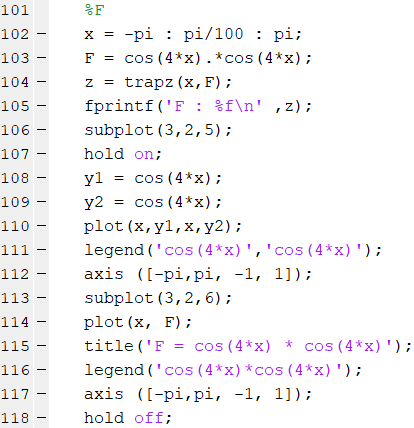 101 %F
102 – x = -pi : pi/100 : pi;
103 – F = cos(4*x).*cos(4*x);
104 – z = trapz(x,F);
105 – fprintf('F : %f\n' ,z);
106 – subplot(3,2,5);
107 – hold on;
108 – y1 = cos(4*x);
109 – y2 = cos(4*x);
110 – plot(x,y1,x,y2);
111 – legend('cos(4*x)','cos(4*x)');
112 – axis ([-pi,pi, -1, 1]);
113 – subplot(3,2,6);
114 – plot(x, F);
115 – title('F = cos(4*x) * cos(4*x)');
116 – legend('cos(4*x)*cos(4*x)');
117 – axis ([-pi,pi, -1, 1]);
118 – hold off;